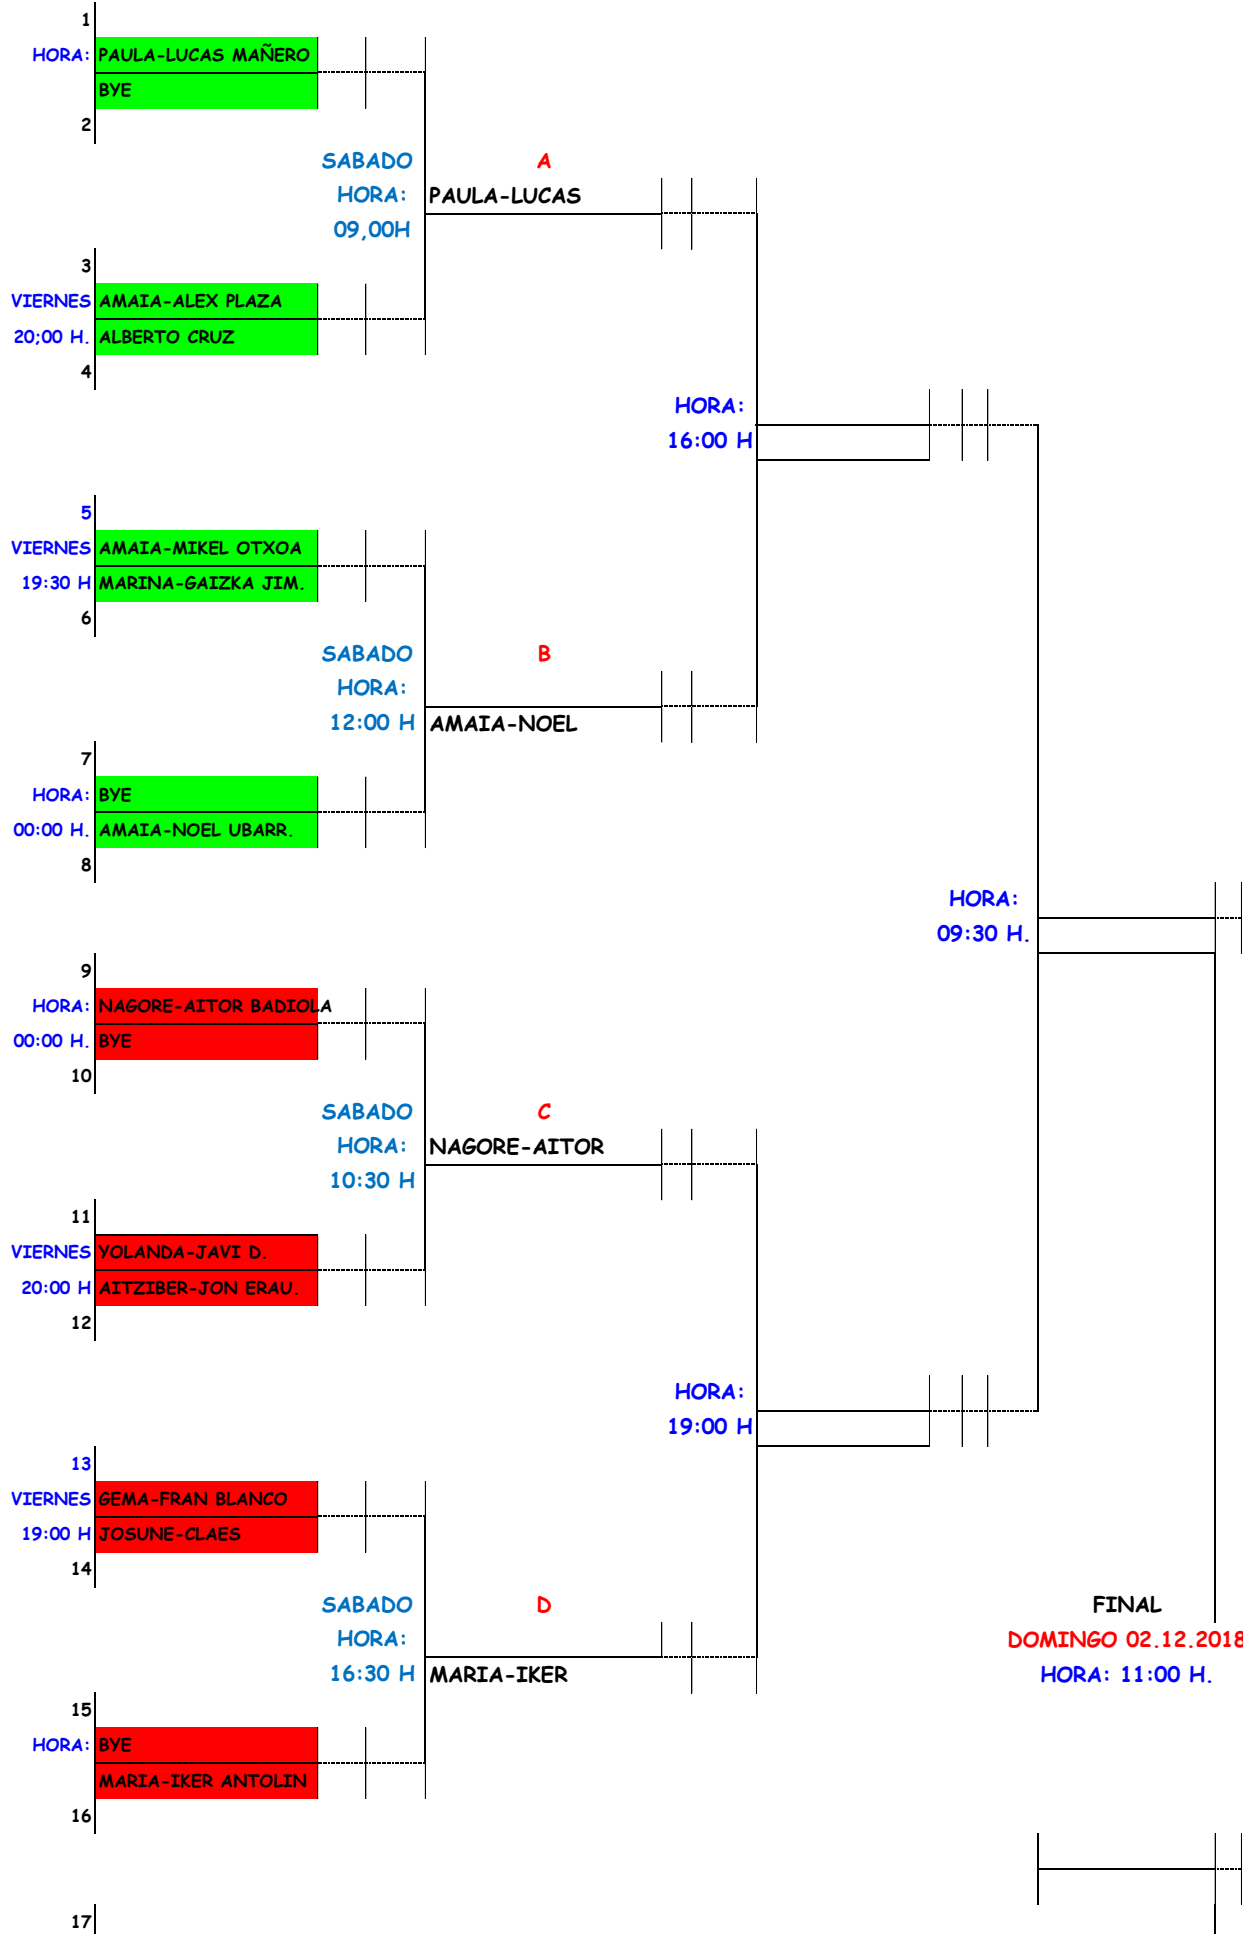 1
HORA: PAULA-LUCAS MAÑERO
BYE
2
SABADO A
HORA: PAULA-LUCAS
09,00H
3
VIERNES AMAIA-ALEX PLAZA
20;00 H. ALBERTO CRUZ
4
HORA:
16:00 H
5
VIERNES AMAIA-MIKEL OTXOA
19:30 H MARINA-GAIZKA JIM.
6
SABADO B
HORA:
12:00 H AMAIA-NOEL
7
HORA: BYE
00:00 H. AMAIA-NOEL UBARR.
8
HORA:
09:30 H.
9
HORA: NAGORE-AITOR BADIOLA
00:00 H. BYE
10
SABADO C
HORA: NAGORE-AITOR
10:30 H
11
VIERNES YOLANDA-JAVI D.
20:00 H AITZIBER-JON ERAU.
12
HORA:
19:00 H
13
VIERNES GEMA-FRAN BLANCO
19:00 H JOSUNE-CLAES
14
SABADO D FINAL
HORA: DOMINGO 02.12.2018
16:30 H MARIA-IKER HORA: 11:00 H.
15
HORA: BYE
MARIA-IKER ANTOLIN
16
17